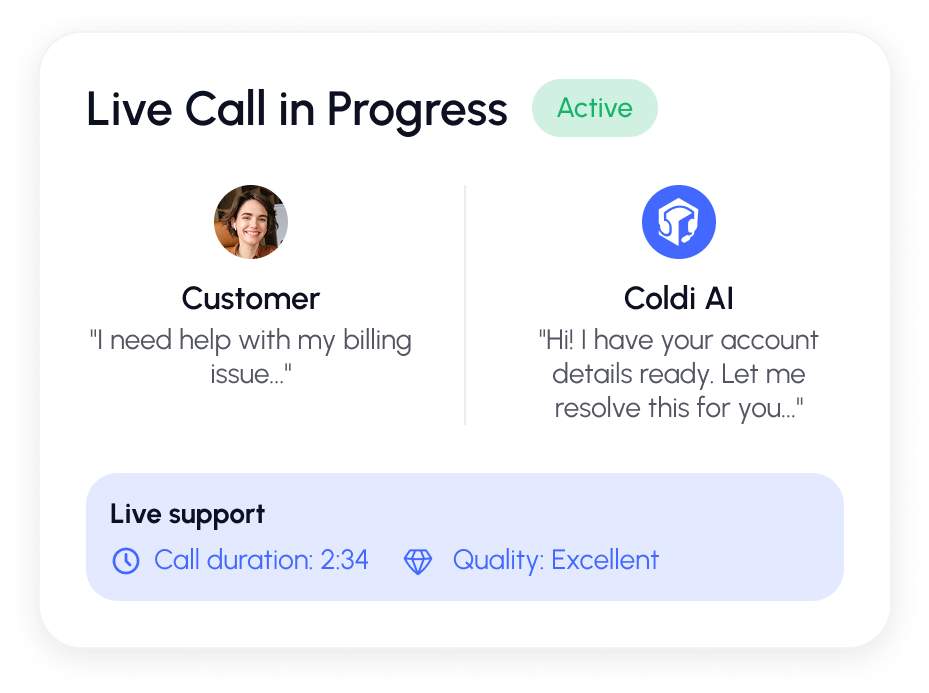 Live Call in Progress
Active
Customer
"I need help with my billing
issue..."
Coldi AI
"Hi! I have your account
details ready. Let me
resolve this for you..."
Live support
Call duration: 2:34
Quality: Excellent